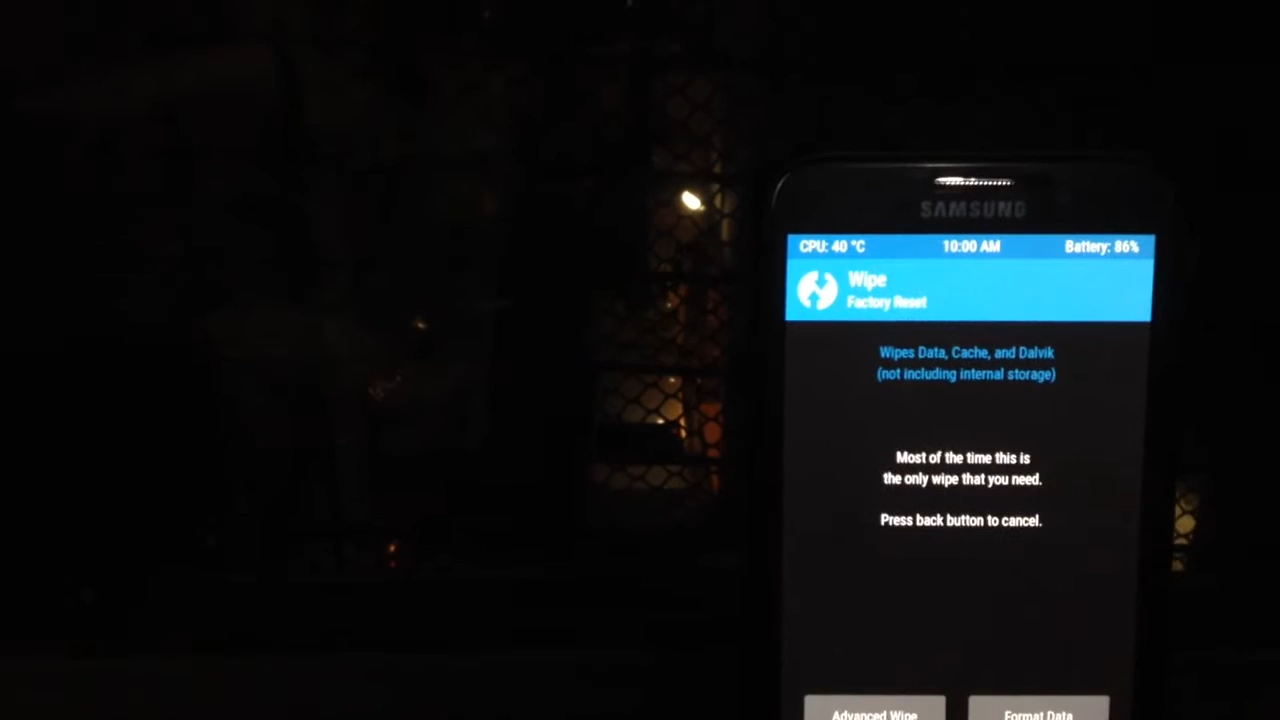 SAMSUNG
CPU: 40 °C 10:00 AM Battery: 86%
Wipe
Factory Reset
Wipes Data, Cache, and Dalvik
(not including internal storage)
Most of the time this is
the only wipe that you need.
Press back button to cancel.
Advanced Wipe Format Data